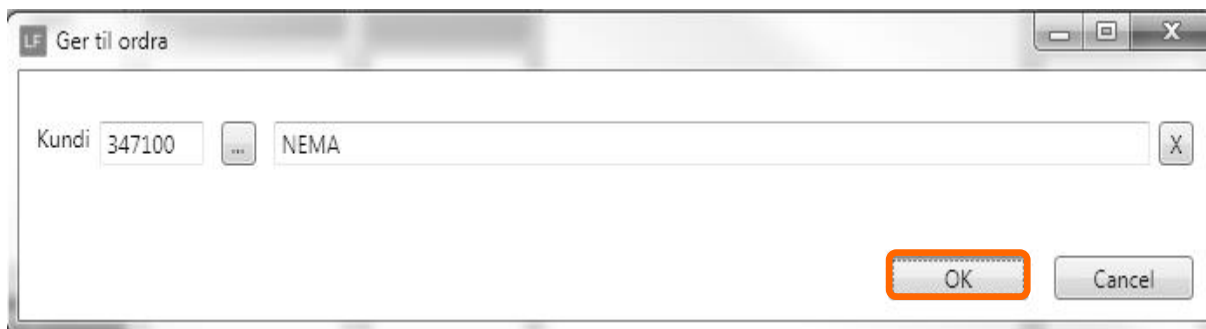 LF Ger til ordra X
Kundi 347100 ... NEMA X
OK Cancel